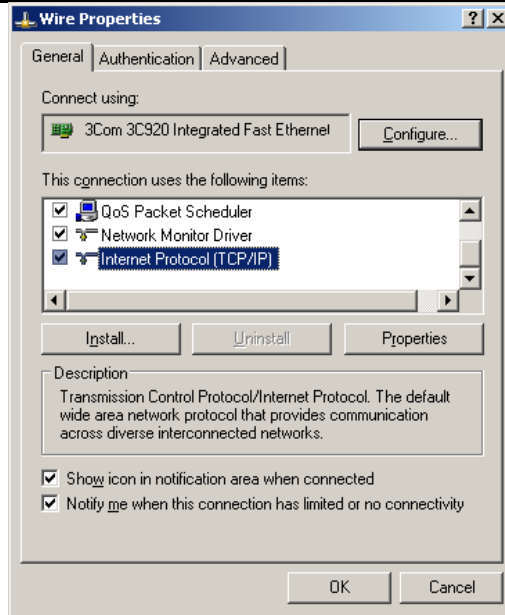 Wire Properties
General Authentication Advanced
Connect using:
3Com 3C920 Integrated Fast Ethernet Configure...
This connection uses the following items:
QoS Packet Scheduler
Network Monitor Driver
Internet Protocol (TCP/IP)
Install... Uninstall Properties
Description
Transmission Control Protocol/Internet Protocol. The default
wide area network protocol that provides communication
across diverse interconnected networks.
Show icon in notification area when connected
Notify me when this connection has limited or no connectivity
OK Cancel